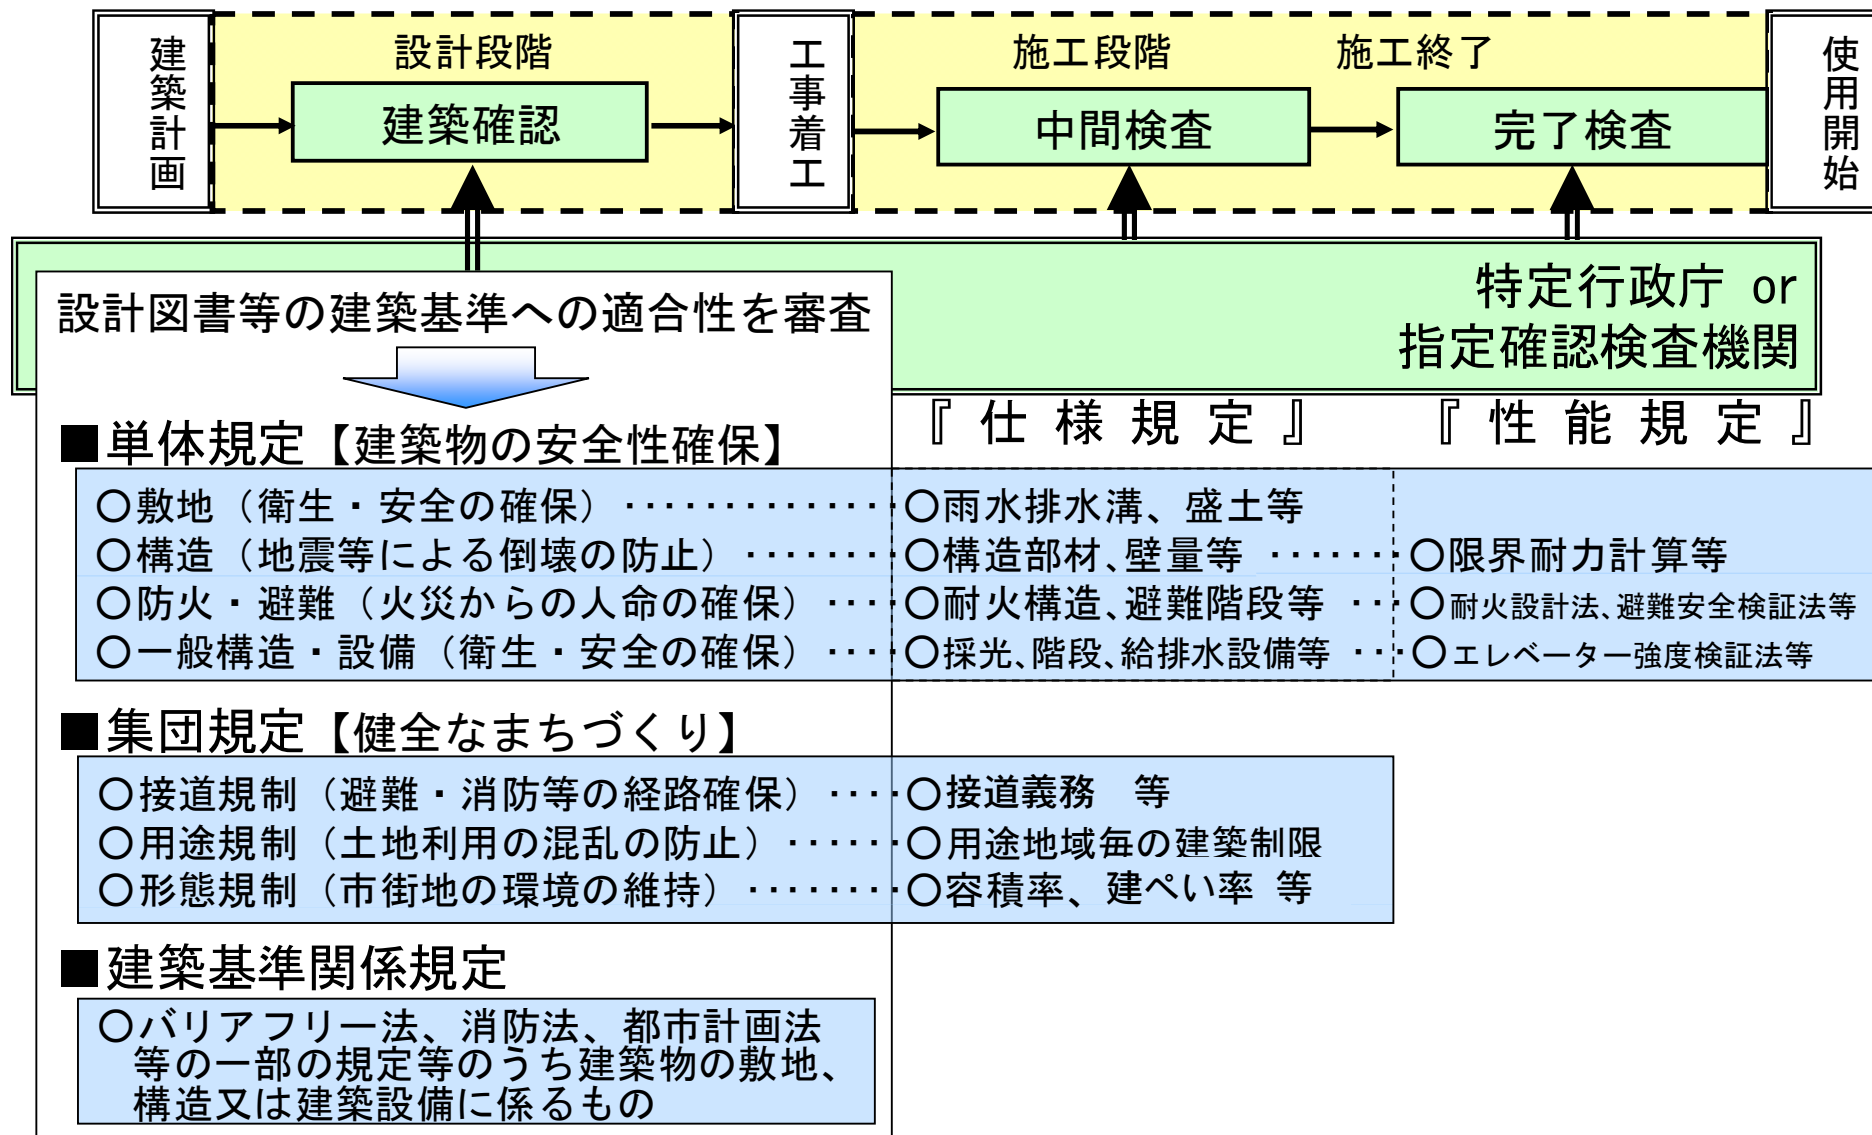 建築計画
設計段階
建築確認
工事着工
施工段階
施工終了
中間検査
完了検査
使用開始
特定行政庁 or
指定確認検査機関
設計図書等の建築基準への適合性を審査
『仕様規定』
『性能規定』
■単体規定【建築物の安全性確保】
○敷地（衛生・安全の確保）‥‥‥‥‥‥‥○雨水排水溝、盛土等
○構造（地震等による倒壊の防止）‥‥‥‥○構造部材、壁量等 ‥‥‥・○限界耐力計算等
○防火・避難（火災からの人命の確保）‥‥○耐火構造、避難階段等 ‥・○耐火設計法、避難安全検証法等
○一般構造・設備（衛生・安全の確保）‥‥○採光、階段、給排水設備等 ‥・○エレベーター強度検証法等
■集団規定【健全なまちづくり】
○接道規制（避難・消防等の経路確保）‥‥○接道義務　等
○用途規制（土地利用の混乱の防止）‥‥‥○用途地域毎の建築制限
○形態規制（市街地の環境の維持）‥‥‥‥○容積率、建ぺい率 等
■建築基準関係規定
○バリアフリー法、消防法、都市計画法
等の一部の規定等のうち建築物の敷地、
構造又は建築設備に係るもの